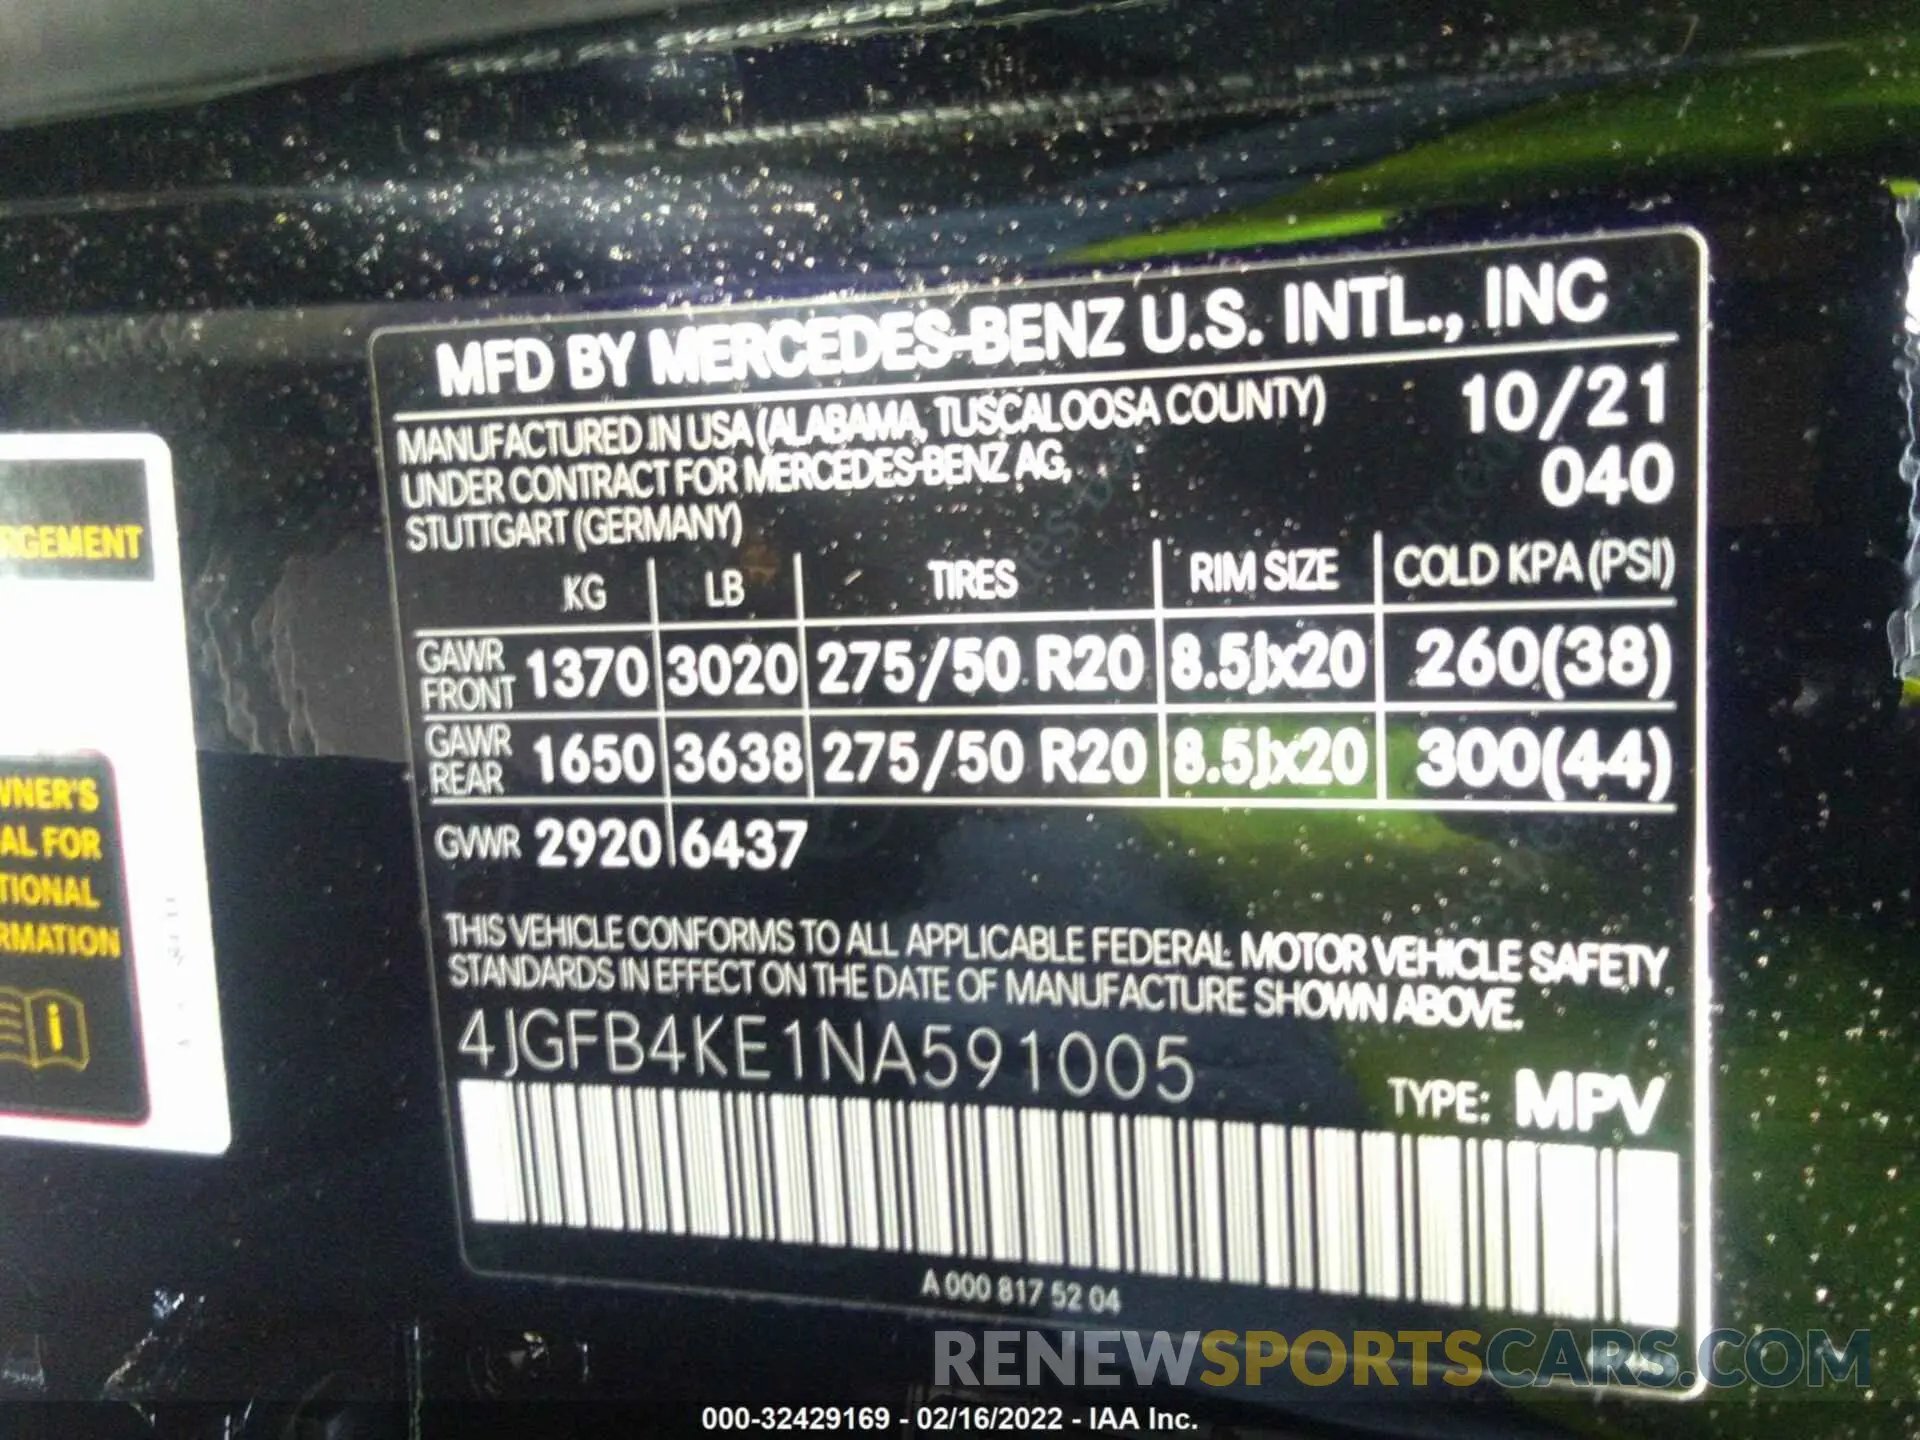 MFD BY MERCEDES-BENZ U.S. INTL., INC
MANUFACTURED IN USA (ALABAMA, TUSCALOOSA COUNTY) 10/21
UNDER CONTRACT FOR MERCEDES-BENZ AG, 040
STUTTGART (GERMANY)
KG LB TIRES RIM SIZE COLD KPA (PSI)
GAWR FRONT 1370 3020 275/50 R20 8.5Jx20 260(38)
GAWR REAR 1650 3638 275/50 R20 8.5Jx20 300(44)
GVWR 2920 6437
THIS VEHICLE CONFORMS TO ALL APPLICABLE FEDERAL MOTOR VEHICLE SAFETY
STANDARDS IN EFFECT ON THE DATE OF MANUFACTURE SHOWN ABOVE.
4JGFB4KE1NA591005
TYPE: MPV
A 000 817 52 04
RGEMENT
WNER'S
AL FOR
TIONAL
RMATION
RENEWSPORTSCARS.COM
000-32429169 - 02/16/2022 - IAA Inc.